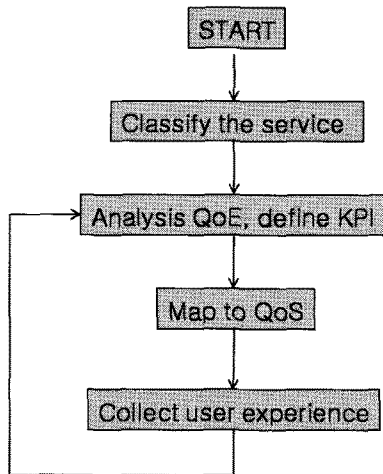 START
Classify the service
Analysis QoE, define KPI
Map to QoS
Collect user experience